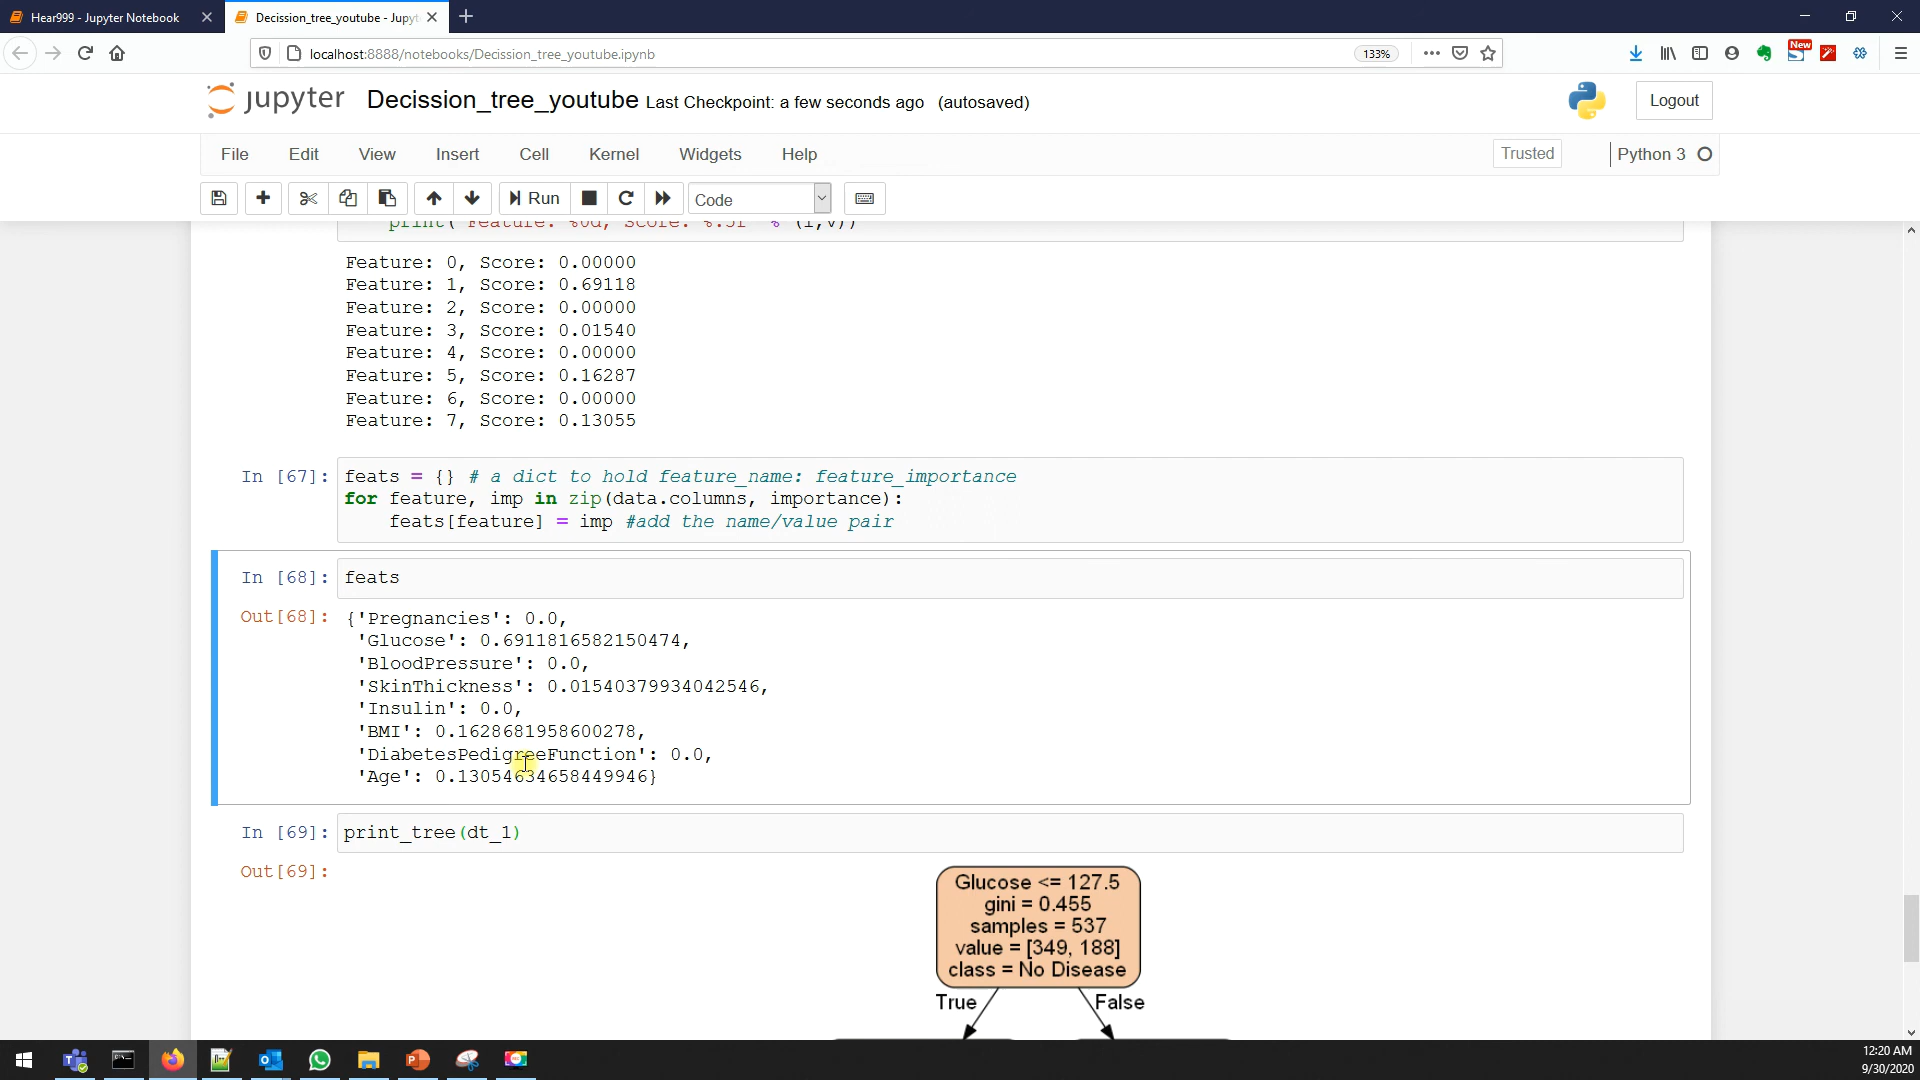 Hear999 - Jupyter Notebook
Decission_tree_youtube - Jupyt
localhost:8888/notebooks/Decission_tree_youtube.ipynb
133%
New
jupyter Decission_tree_youtube Last Checkpoint: a few seconds ago (autosaved)
Logout
File Edit View Insert Cell Kernel Widgets Help
Trusted
Python 3
Run
Code
Feature: 0, Score: 0.00000
Feature: 1, Score: 0.69118
Feature: 2, Score: 0.00000
Feature: 3, Score: 0.01540
Feature: 4, Score: 0.00000
Feature: 5, Score: 0.16287
Feature: 6, Score: 0.00000
Feature: 7, Score: 0.13055
In [67]: feats = {} # a dict to hold feature_name: feature_importance
for feature, imp in zip(data.columns, importance):
feats[feature] = imp #add the name/value pair
In [68]: feats
Out[68]: {'Pregnancies': 0.0,
'Glucose': 0.6911816582150474,
'BloodPressure': 0.0,
'SkinThickness': 0.01540379934042546,
'Insulin': 0.0,
'BMI': 0.1628681958600278,
'DiabetesPedigreeFunction': 0.0,
'Age': 0.13054634658449946}
In [69]: print_tree(dt_1)
Out[69]:
Glucose <= 127.5
gini = 0.455
samples = 537
value = [349, 188]
class = No Disease
True
False
12:20 AM
9/30/2020